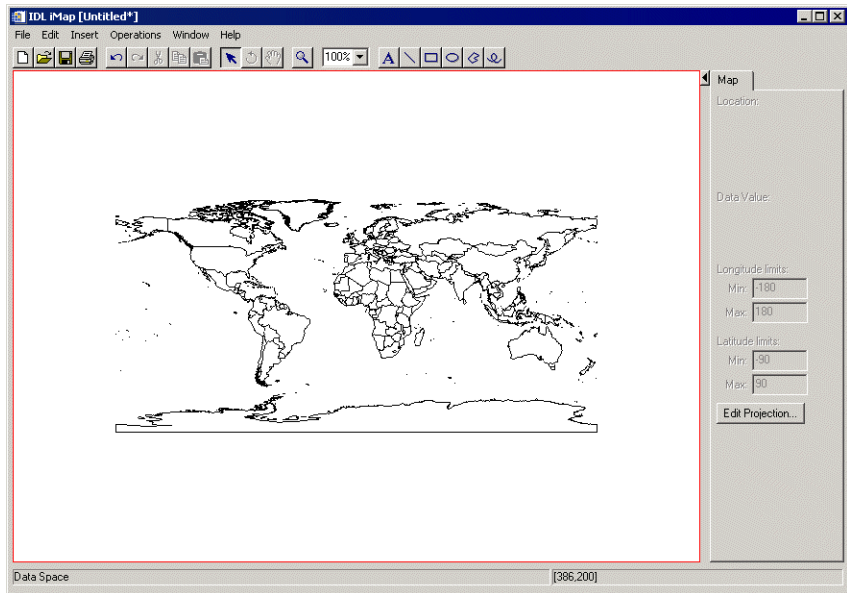 IDL iMap [Untitled*]
File Edit Insert Operations Window Help
100% A
Map
Location:
Data Value:
Longitude limits:
Min: -180
Max: 180
Latitude limits:
Min: -90
Max: 90
Edit Projection...
Data Space [386,200]